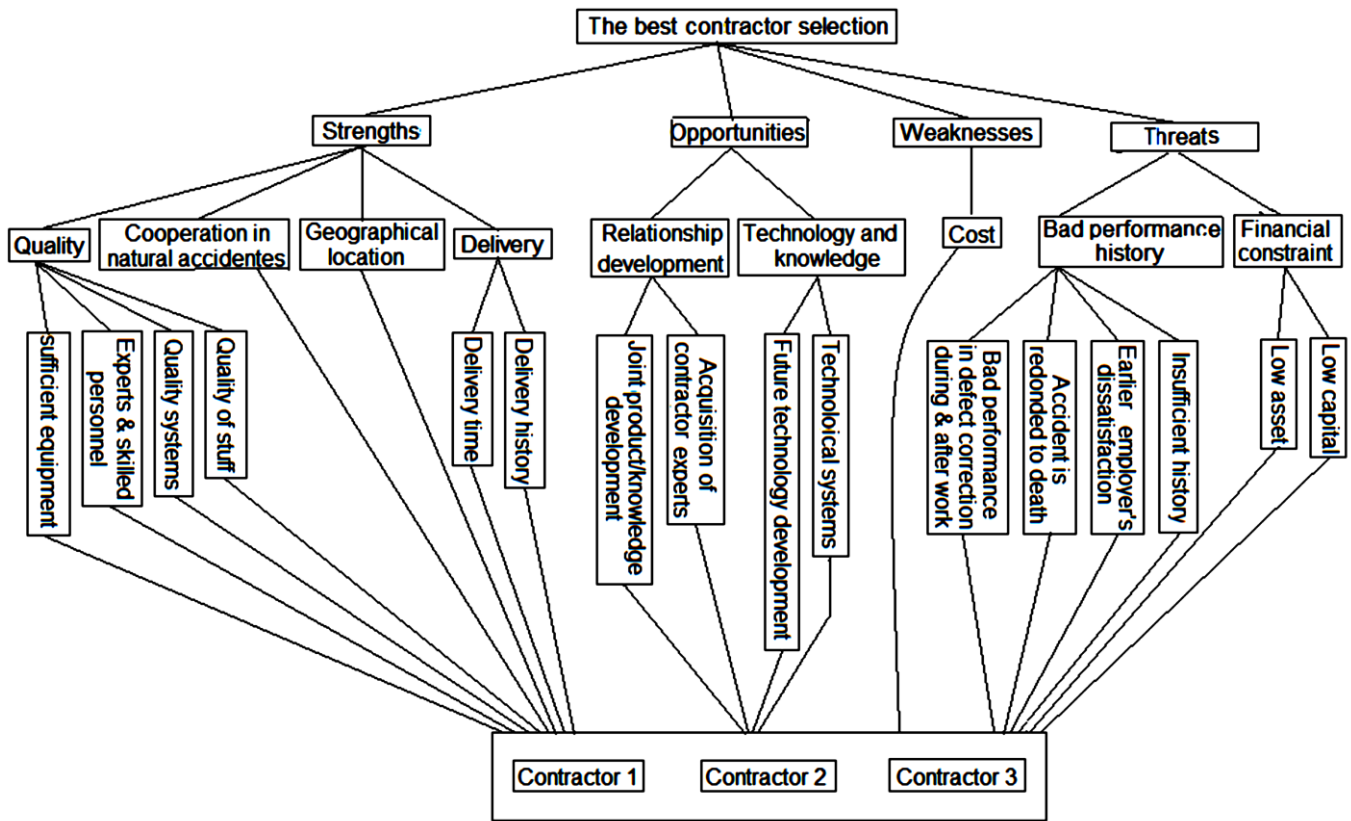 The best contractor selection
Strengths
Opportunities
Weaknesses
Threats
Quality
Cooperation in
natural accidentes
Geographical
location
Delivery
Relationship
development
Technology and
knowledge
Cost
Bad performance
history
Financial
constraint
sufficient equipment
Experts & skilled
personnel
Quality systems
Quality of stuff
Delivery time
Delivery history
Joint product/knowledge
development
Acquisition of
contractor experts
Future technology development
Technoloical systems
Bad performance
in defect correction
during & after work
Accident is
redonded to death
Earlier employer's
dissatisfaction
Insufficient history
Low asset
Low capital
Contractor 1
Contractor 2
Contractor 3